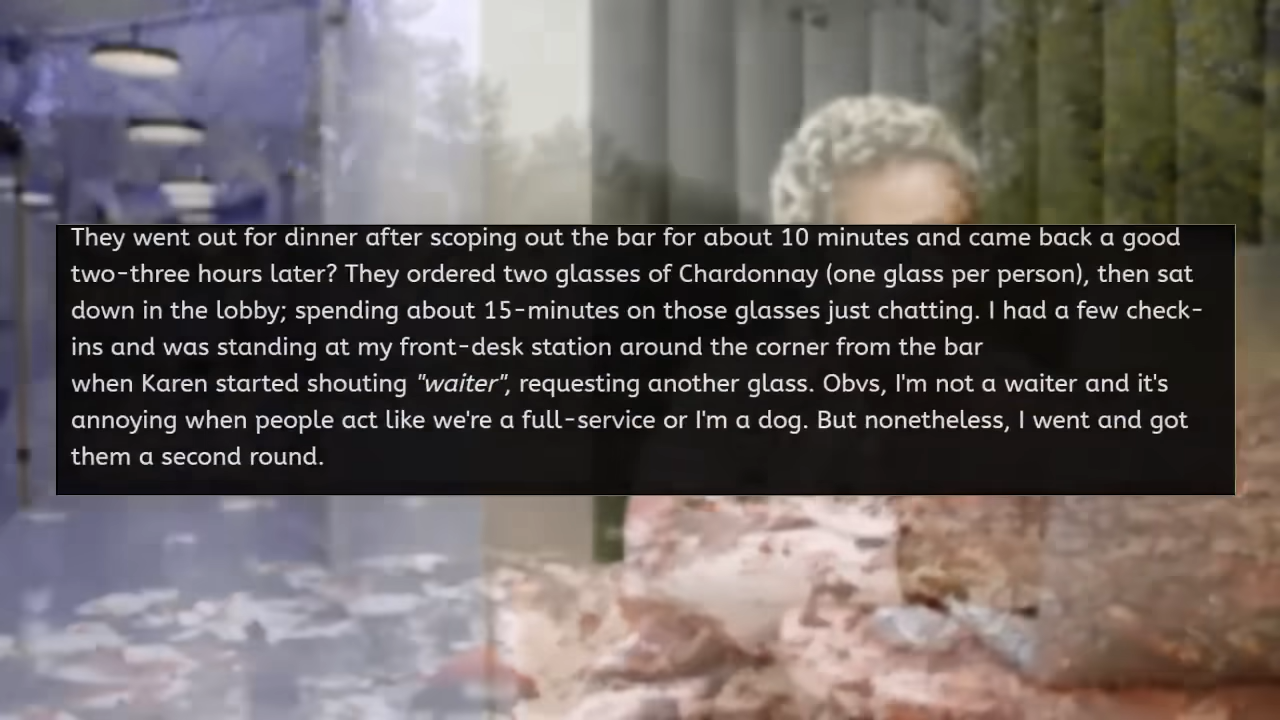 They went out for dinner after scoping out the bar for about 10 minutes and came back a good
two-three hours later? They ordered two glasses of Chardonnay (one glass per person), then sat
down in the lobby; spending about 15-minutes on those glasses just chatting. I had a few check-
ins and was standing at my front-desk station around the corner from the bar
when Karen started shouting "waiter", requesting another glass. Obvs, I'm not a waiter and it's
annoying when people act like we're a full-service or I'm a dog. But nonetheless, I went and got
them a second round.